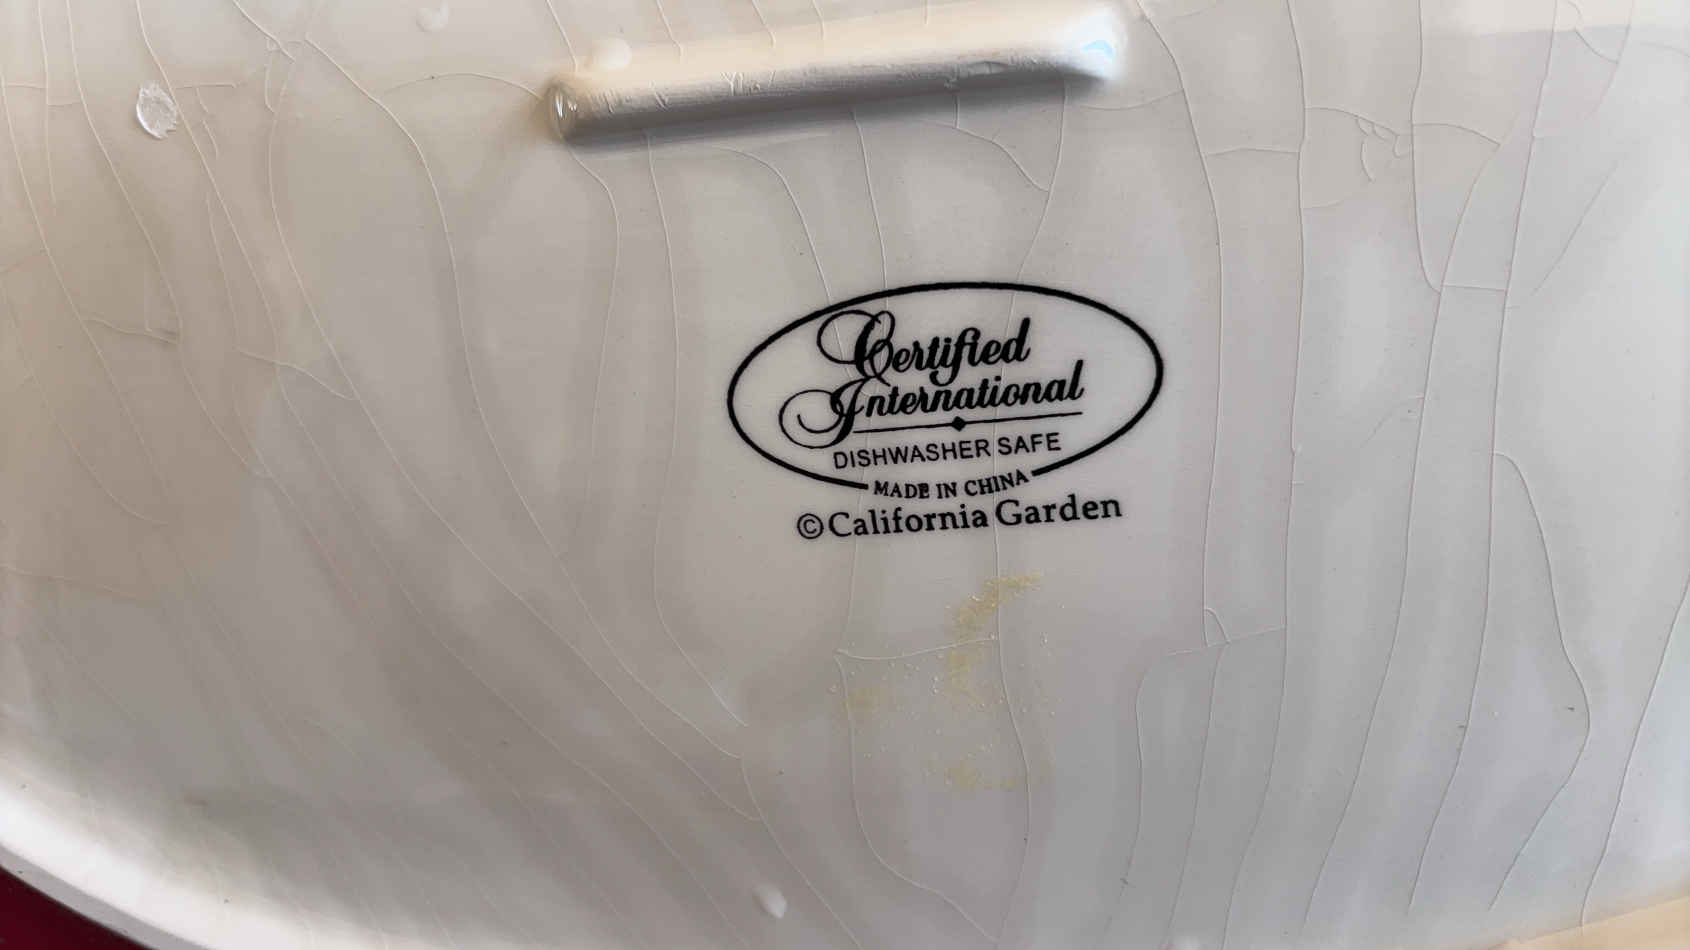 Certified
International
DISHWASHER SAFE
MADE IN CHINA
©California Garden